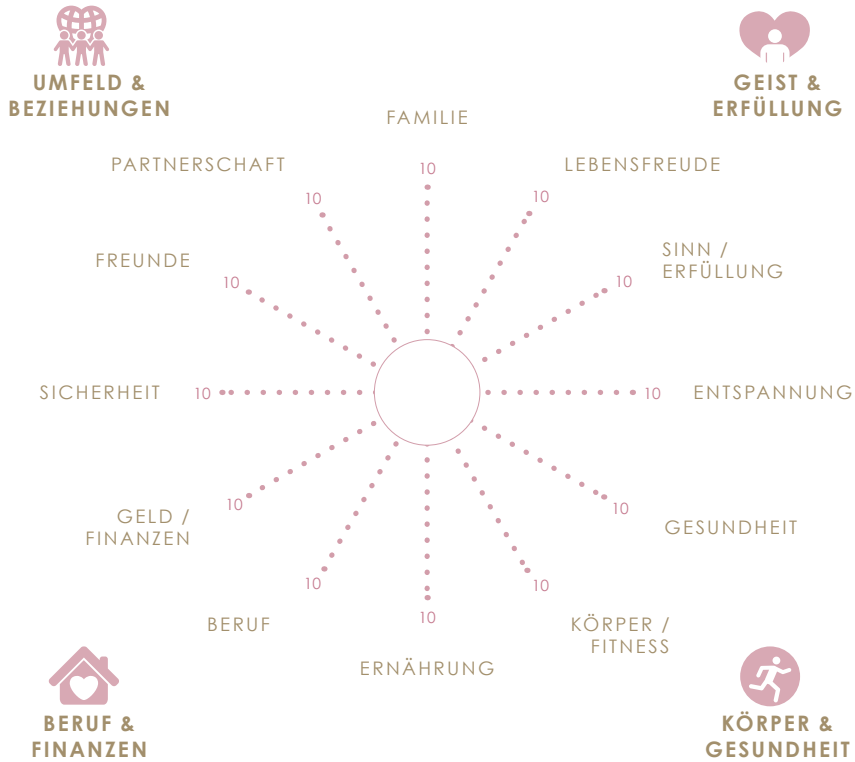 UMFELD &
BEZIEHUNGEN
GEIST &
ERFÜLLUNG
FAMILIE
PARTNERSCHAFT
LEBENSFREUDE
10
10
10
FREUNDE
SINN /
ERFÜLLUNG
10
10
SICHERHEIT
10
10
ENTSPANNUNG
GELD /
FINANZEN
10
10
GESUNDHEIT
BERUF
10
10
10
KÖRPER /
FITNESS
ERNÄHRUNG
BERUF &
FINANZEN
KÖRPER &
GESUNDHEIT